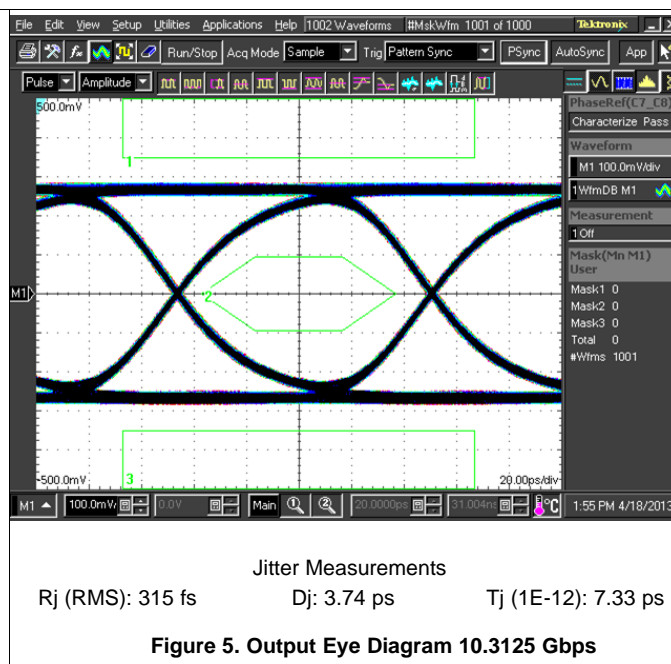 File Edit View Setup Utilities Applications Help 1002 Waveforms #MskWfm 1001 of 1000 Tektronix
Run/Stop Acq Mode Sample Trig Pattern Sync PSync AutoSync App
Pulse Amplitude
500.0mV
PhaseRef(C7_C8)
Characterize Pass
Waveform
M1 100.0mV/div
1 WfmDB M1
Measurement
1 Off
Mask(Mn M1)
User
Mask1 0
Mask2 0
Mask3 0
Total 0
#Wfms 1001
1
M1
2
3
-500.0mV
20.00ps/div
M1 100.0mV/ 0.0V Main 1 2 20.0000ps 31.004ns °C 1:55 PM 4/18/2013
Jitter Measurements
Rj (RMS): 315 fs Dj: 3.74 ps Tj (1E-12): 7.33 ps
Figure 5. Output Eye Diagram 10.3125 Gbps